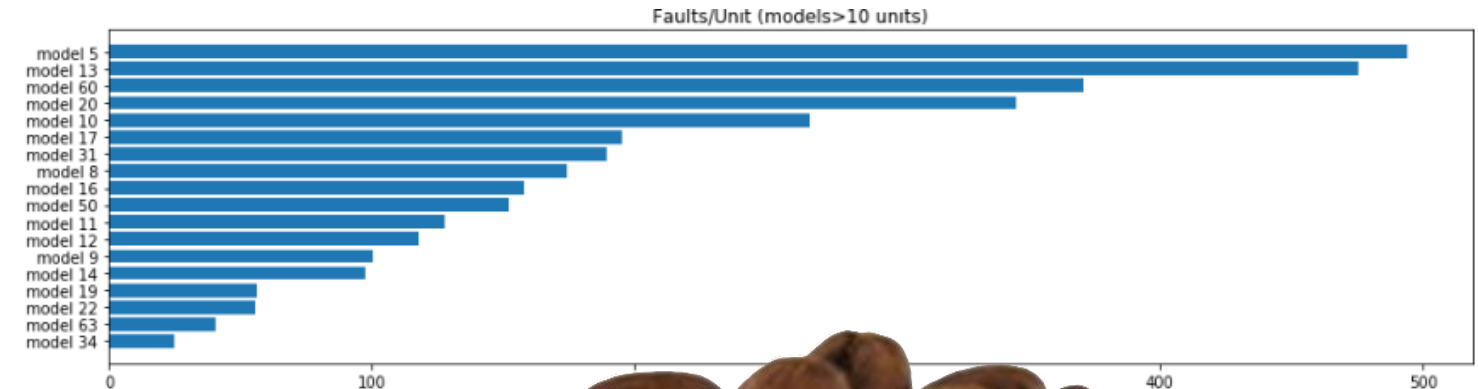 Faults/Unit (models>10 units)
model 5
model 13
model 60
model 20
model 10
model 17
model 31
model 8
model 16
model 50
model 11
model 12
model 9
model 14
model 19
model 22
model 63
model 34
0 100 400 500